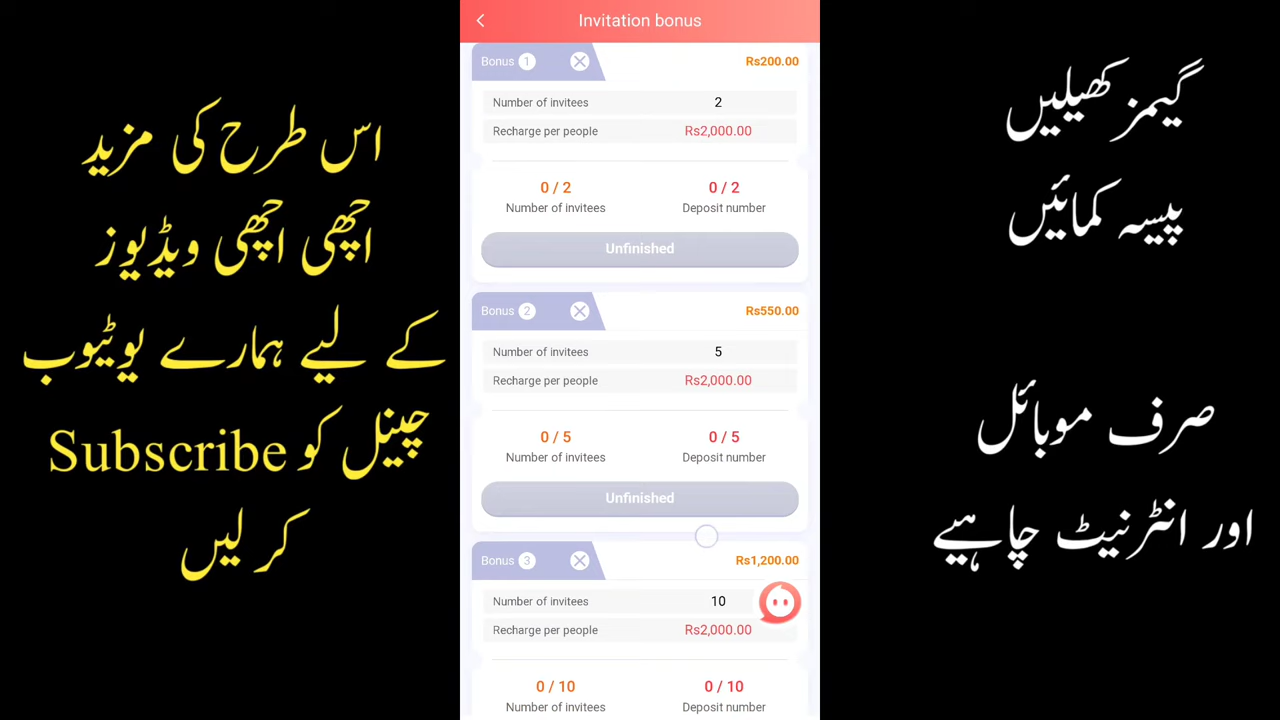 اس طرح کی مزید
اچھی اچھی ویڈیوز
کے لیے ہمارے یوٹیوب
چینل کو Subscribe
کر لیں
Invitation bonus
Bonus 1
Rs200.00
Number of invitees 2
Recharge per people Rs2,000.00
0 / 2 0 / 2
Number of invitees Deposit number
Unfinished
Bonus 2
Rs550.00
Number of invitees 5
Recharge per people Rs2,000.00
0 / 5 0 / 5
Number of invitees Deposit number
Unfinished
Bonus 3
Rs1,200.00
Number of invitees 10
Recharge per people Rs2,000.00
0 / 10 0 / 10
Number of invitees Deposit number
گیمز کھیلیں
پیسہ کمائیں
صرف موبائل
اور انٹرنیٹ چاہیے